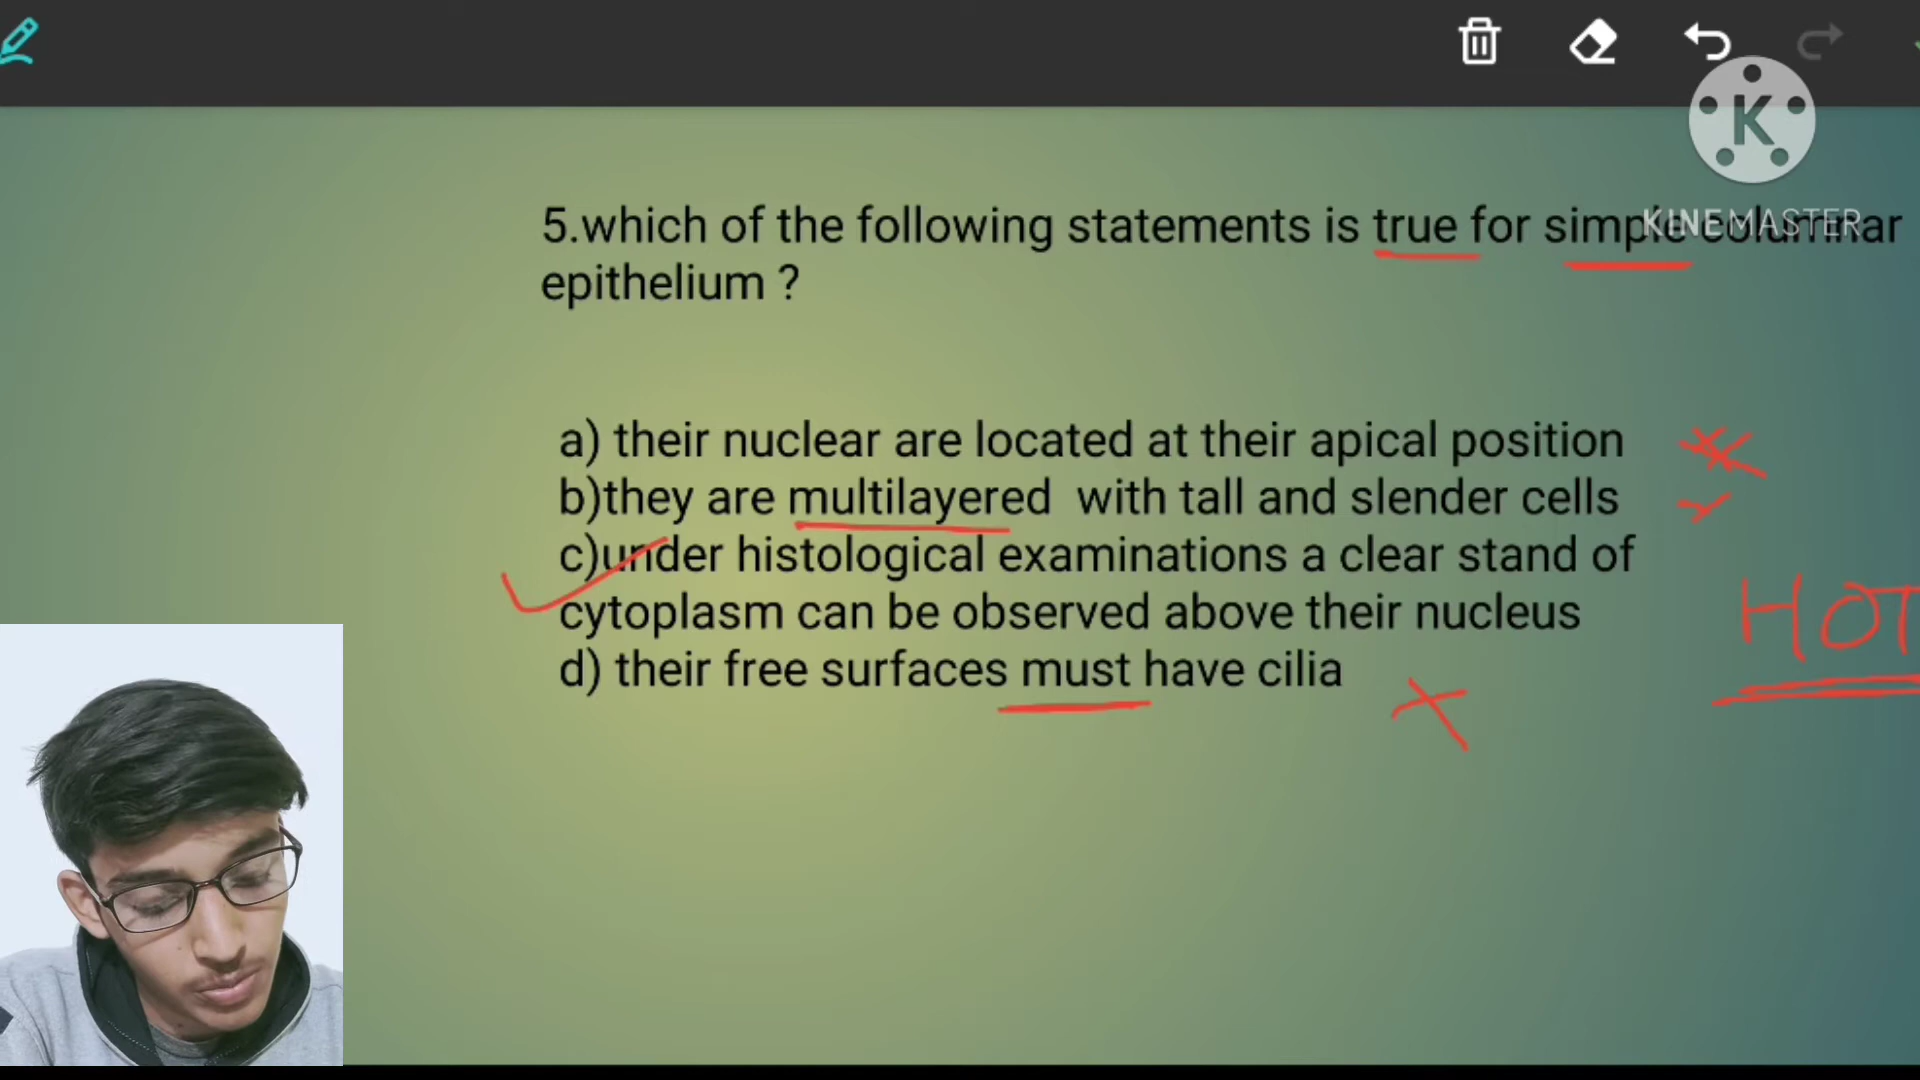 K
KINEMASTER
5.which of the following statements is true for simple columnar
epithelium ?
a) their nuclear are located at their apical position
b)they are multilayered with tall and slender cells
c)under histological examinations a clear stand of
cytoplasm can be observed above their nucleus
HOT
d) their free surfaces must have cilia